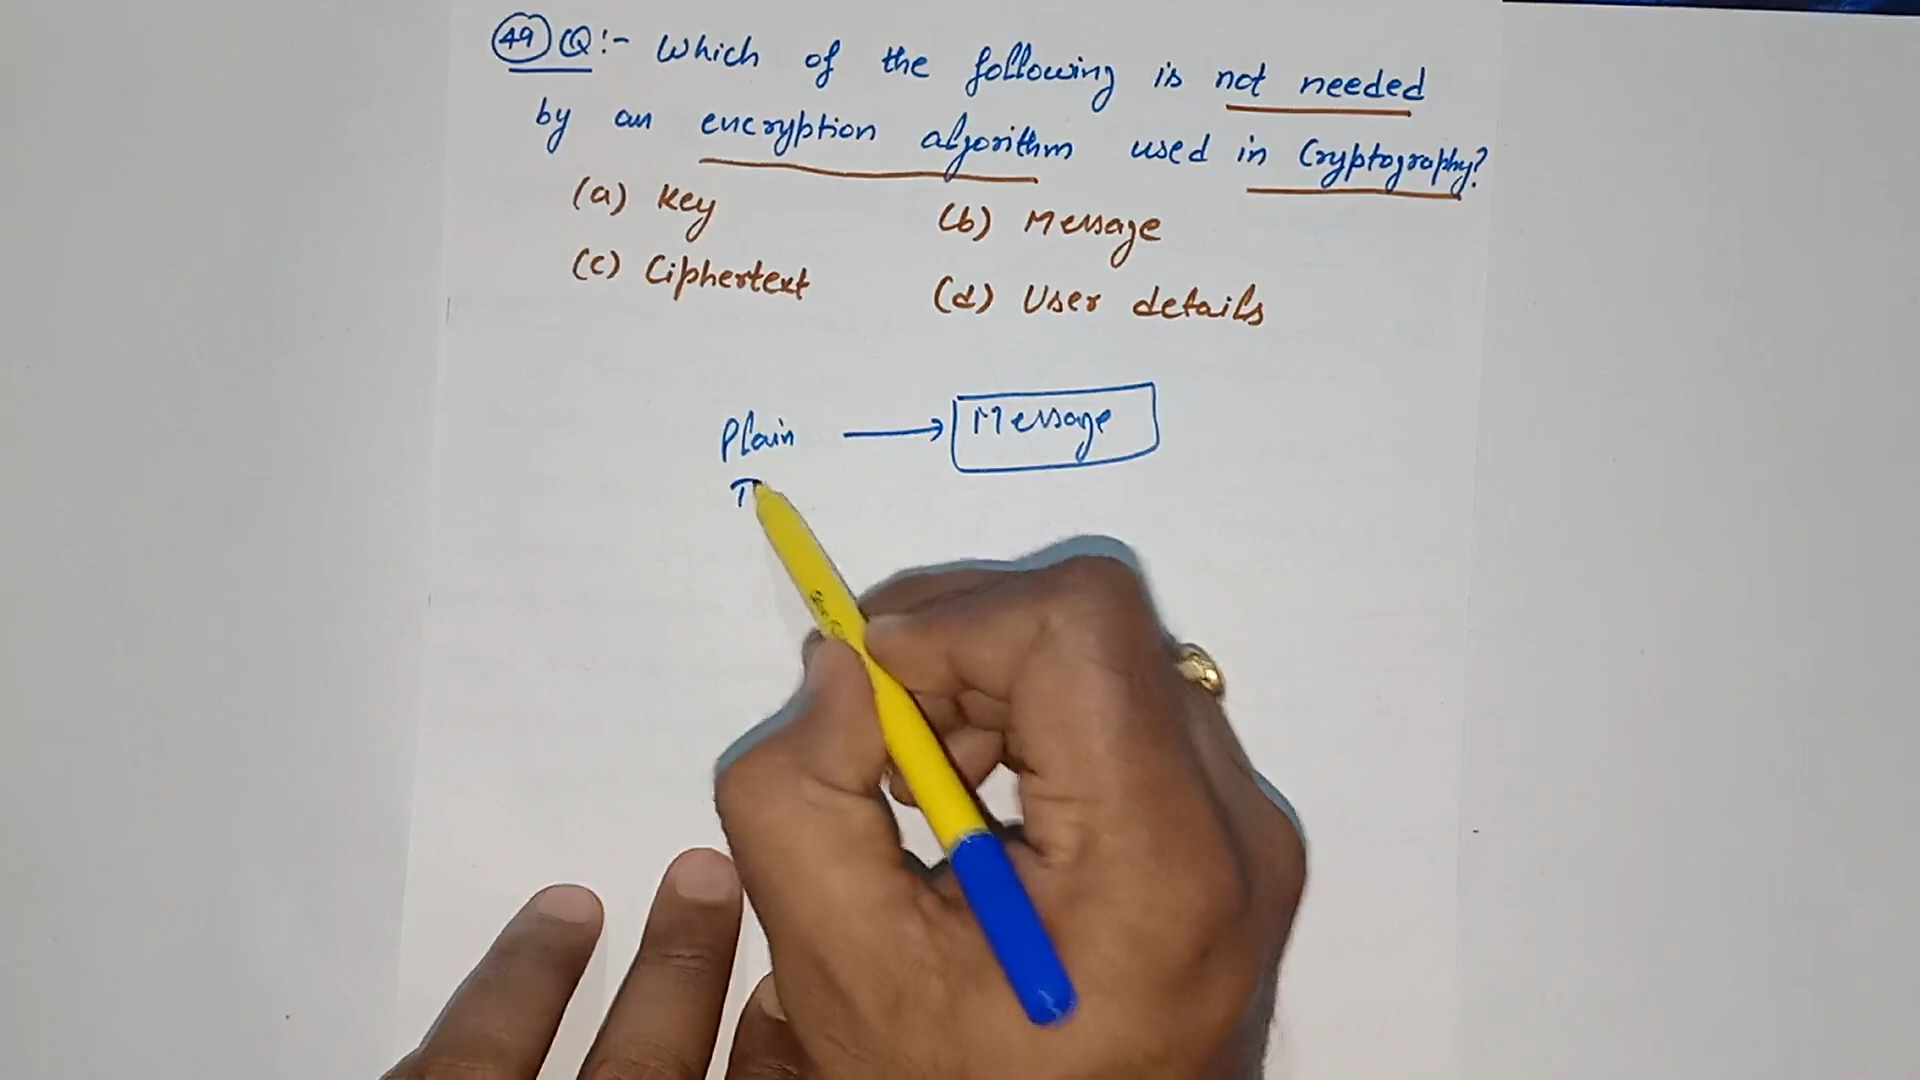 49 Q:- Which of the following is not needed
by an encryption algorithm used in Cryptography?
(a) Key (b) Message
(c) Ciphertext (d) User details
Plain → Message
T